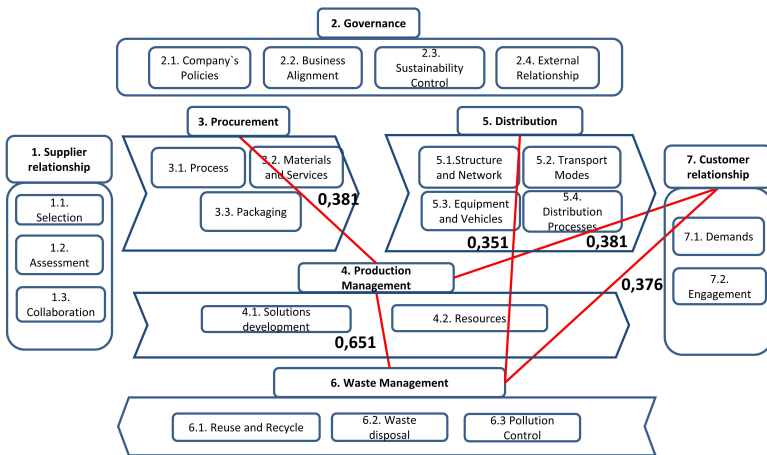 2. Governance
2.1. Company`s
Policies
2.2. Business
Alignment
2.3.
Sustainability
Control
2.4. External
Relationship
3. Procurement
3.1. Process
3.2. Materials
and Services
3.3. Packaging
0,381
5. Distribution
5.1.Structure
and Network
5.2. Transport
Modes
5.3. Equipment
and Vehicles
5.4.
Distribution
Processes
0,351
0,381
1. Supplier
relationship
1.1.
Selection
1.2.
Assessment
1.3.
Collaboration
7. Customer
relationship
7.1. Demands
7.2.
Engagement
0,376
4. Production
Management
4.1. Solutions
development
4.2. Resources
0,651
6. Waste Management
6.1. Reuse and Recycle
6.2. Waste
disposal
6.3 Pollution
Control